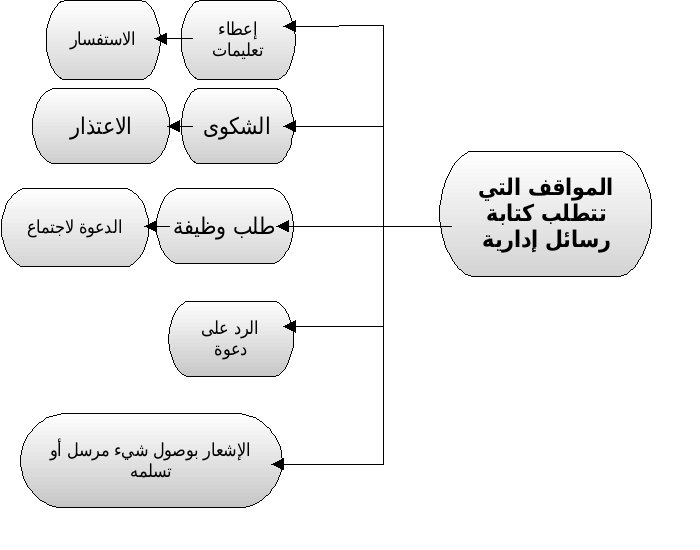 المواقف التي
تتطلب كتابة
رسائل إدارية
إعطاء
تعليمات
الاستفسار
الشكوى
الاعتذار
طلب وظيفة
الدعوة لاجتماع
الرد على
دعوة
الإشعار بوصول شيء مرسل أو
تسلمه